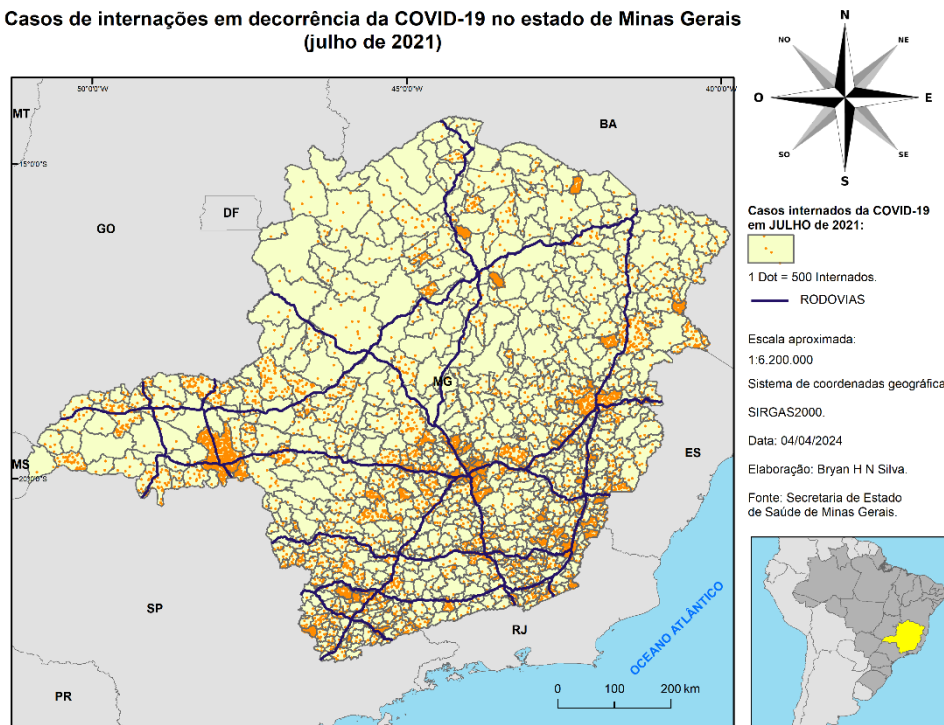 Casos de internações em decorrência da COVID-19 no estado de Minas Gerais
(julho de 2021)
50°0'0"W
45°0'0"W
40°0'0"W
MT
BA
15°0'0"S
DF
GO
MG
MS
20°0'0"S
ES
SP
RJ
OCEANO ATLÂNTICO
PR
0 100 200 km
N
NO
NE
O
E
SO
SE
S
Casos internados da COVID-19
em JULHO de 2021:
1 Dot = 500 Internados.
RODOVIAS
Escala aproximada:
1:6.200.000
Sistema de coordenadas geográfica
SIRGAS2000.
Data: 04/04/2024
Elaboração: Bryan H N Silva.
Fonte: Secretaria de Estado
de Saúde de Minas Gerais.